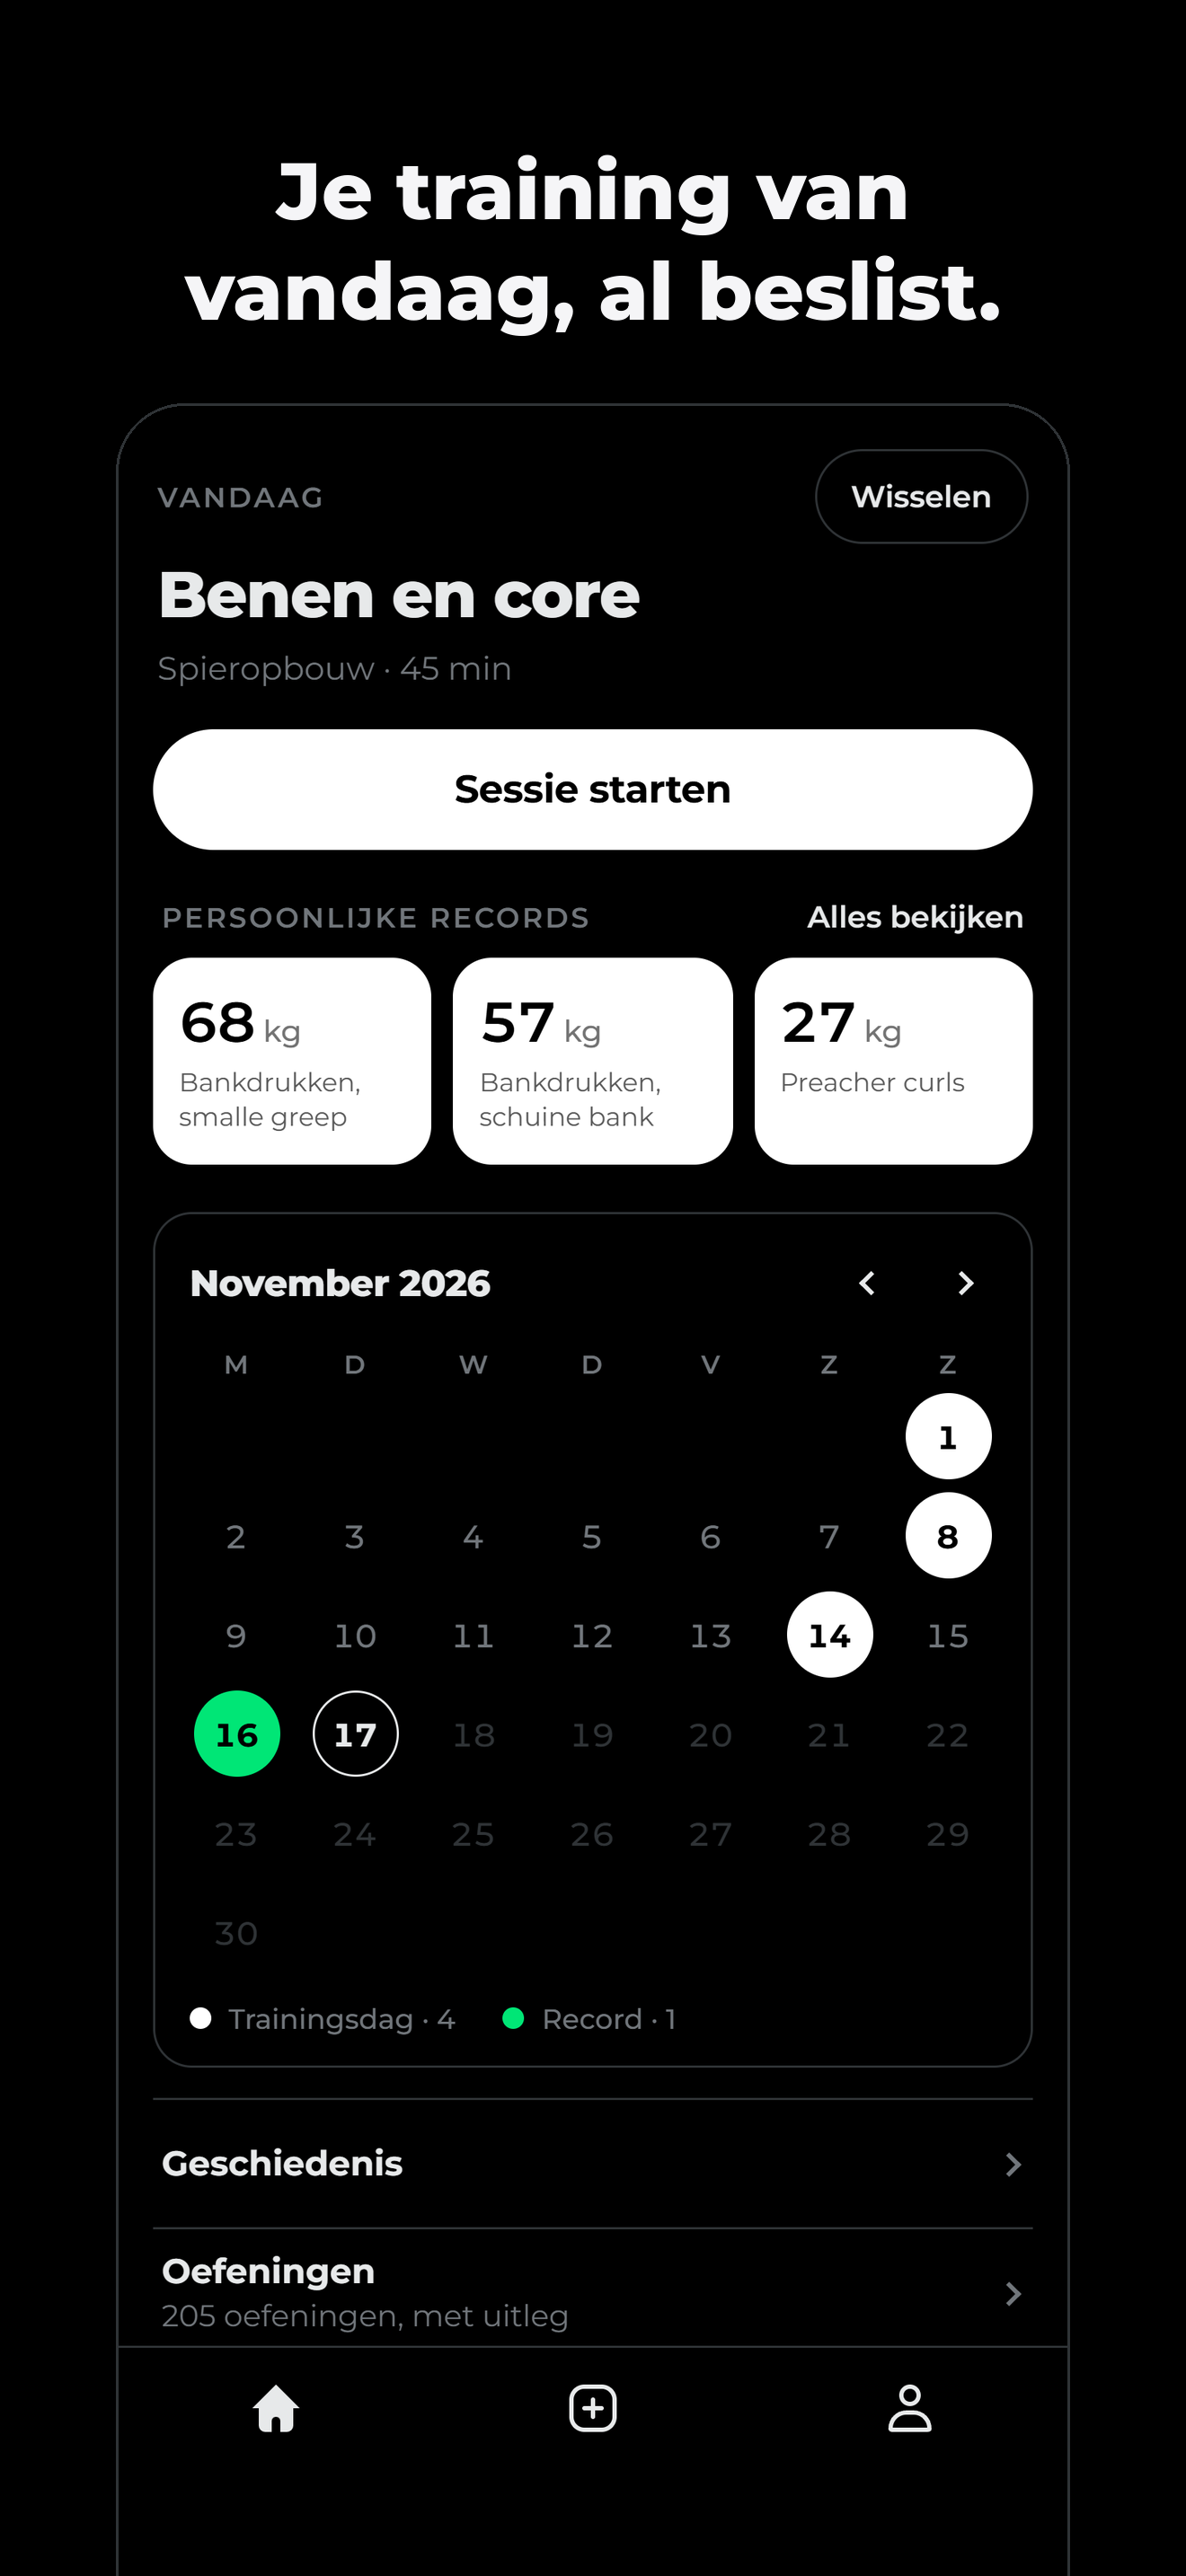 Je training van
vandaag, al beslist.
VANDAAG
Wisselen
Benen en core
Spieropbouw · 45 min
Sessie starten
PERSOONLIJKE RECORDS
Alles bekijken
68 kg
Bankdrukken,
smalle greep
57 kg
Bankdrukken,
schuine bank
27 kg
Preacher curls
November 2026
M D W D V Z Z
1
2 3 4 5 6 7 8
9 10 11 12 13 14 15
16 17 18 19 20 21 22
23 24 25 26 27 28 29
30
Trainingsdag · 4
Record · 1
Geschiedenis
Oefeningen
205 oefeningen, met uitleg